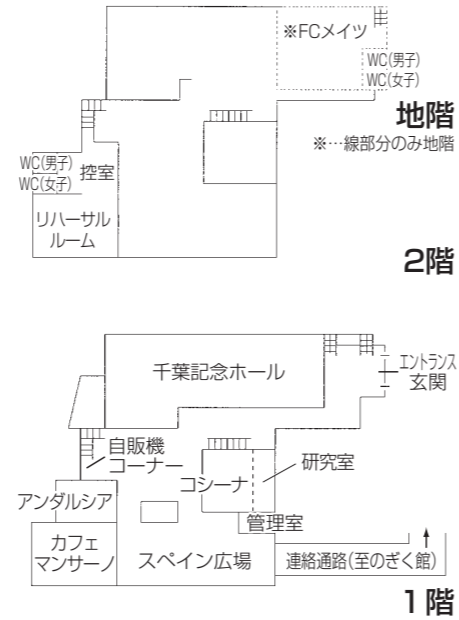 ※FCメイツ
WC(男子)
WC(女子)
地階
※…線部分のみ地階
WC(男子)
WC(女子)
控室
リハーサル
ルーム
2階
千葉記念ホール
エントランス
玄関
自販機
コーナー
コシーナ
研究室
アンダルシア
管理室
カフェ
マンサーノ
スペイン広場
連絡通路(至のぎく館)
1階